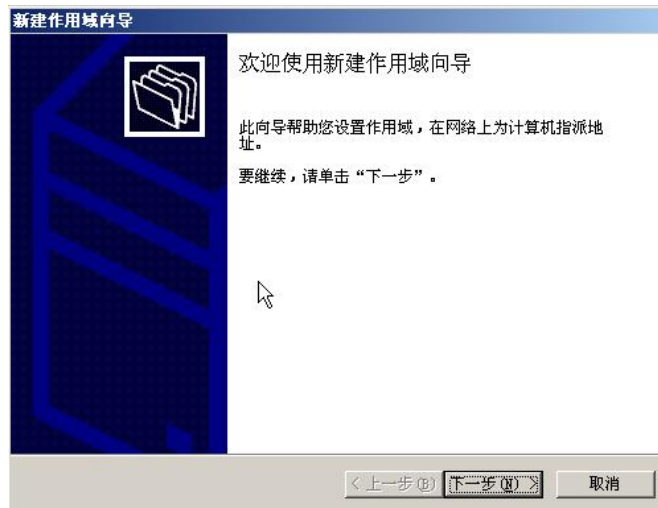 新建作用域向导
欢迎使用新建作用域向导
此向导帮助您设置作用域，在网络上为计算机指派地
址。
要继续，请单击“下一步”。
< 上一步(B) 下一步(N) > 取消